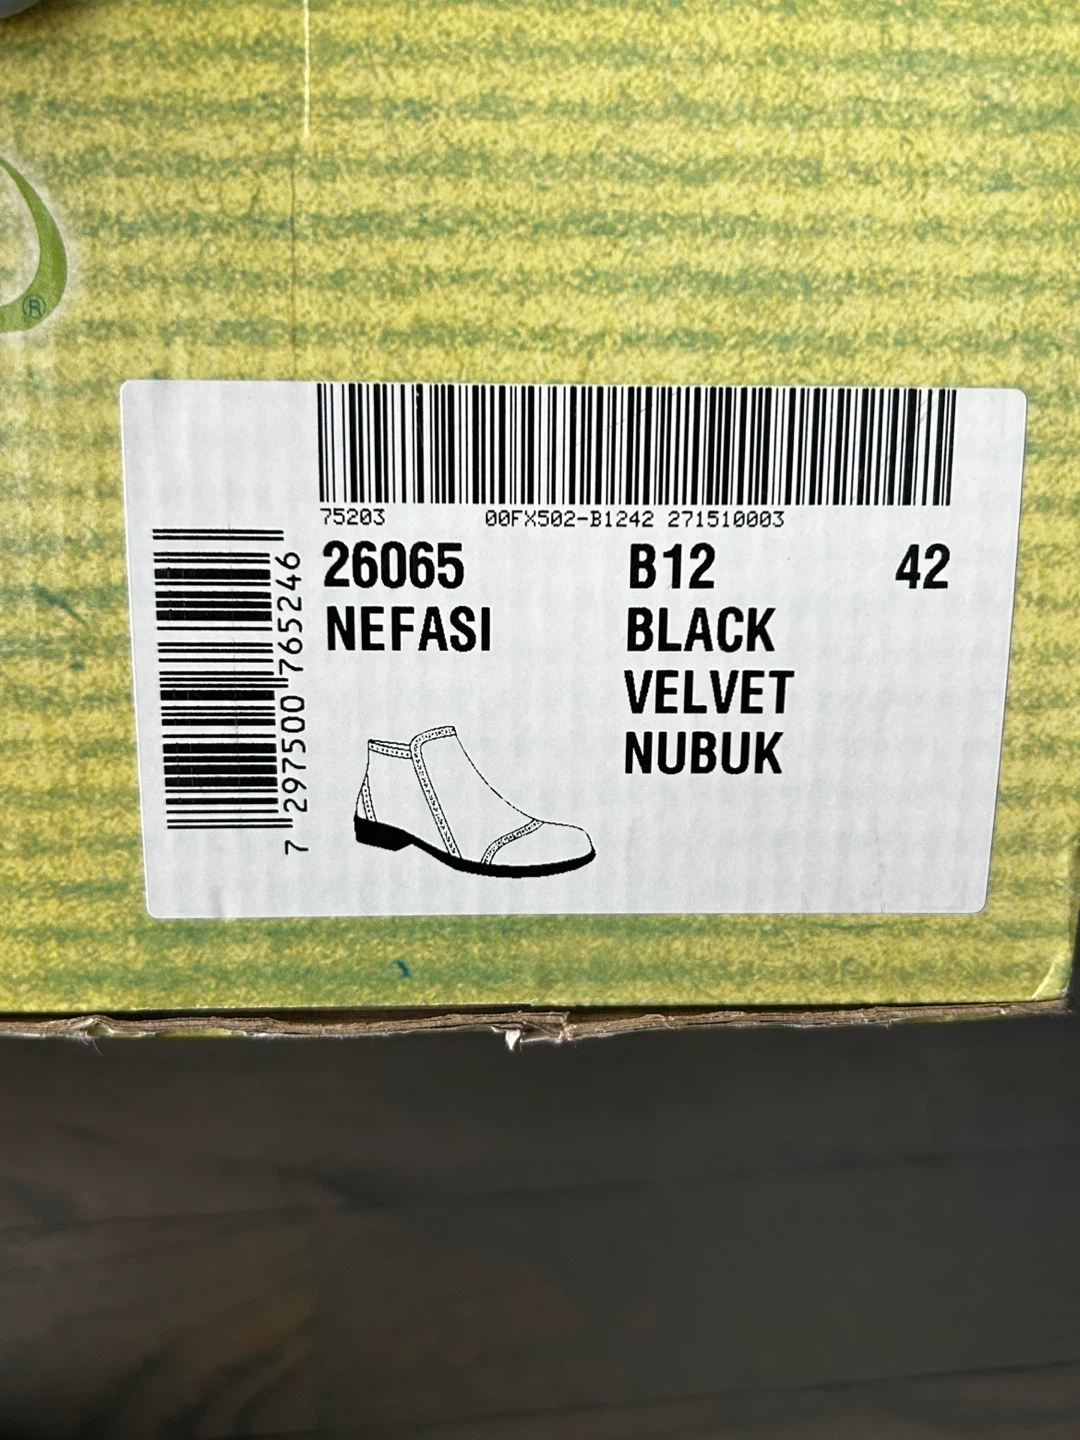 ®
75203 00FX502-B1242 271510003
26065 B12 42
NEFASI BLACK
VELVET
NUBUK
7 297500 765246